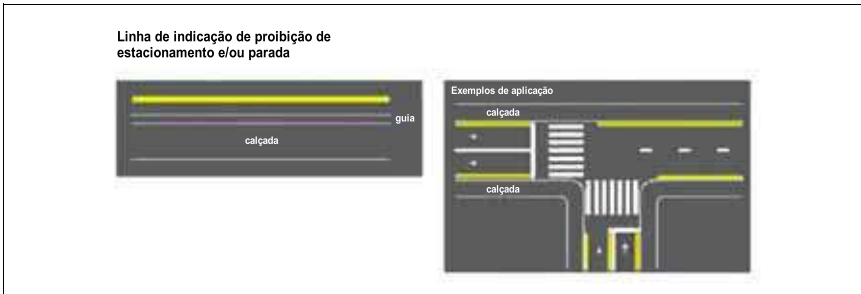 Linha de indicação de proibição de
estacionamento e/ou parada
guia
calçada
Exemplos de aplicação
calçada
calçada